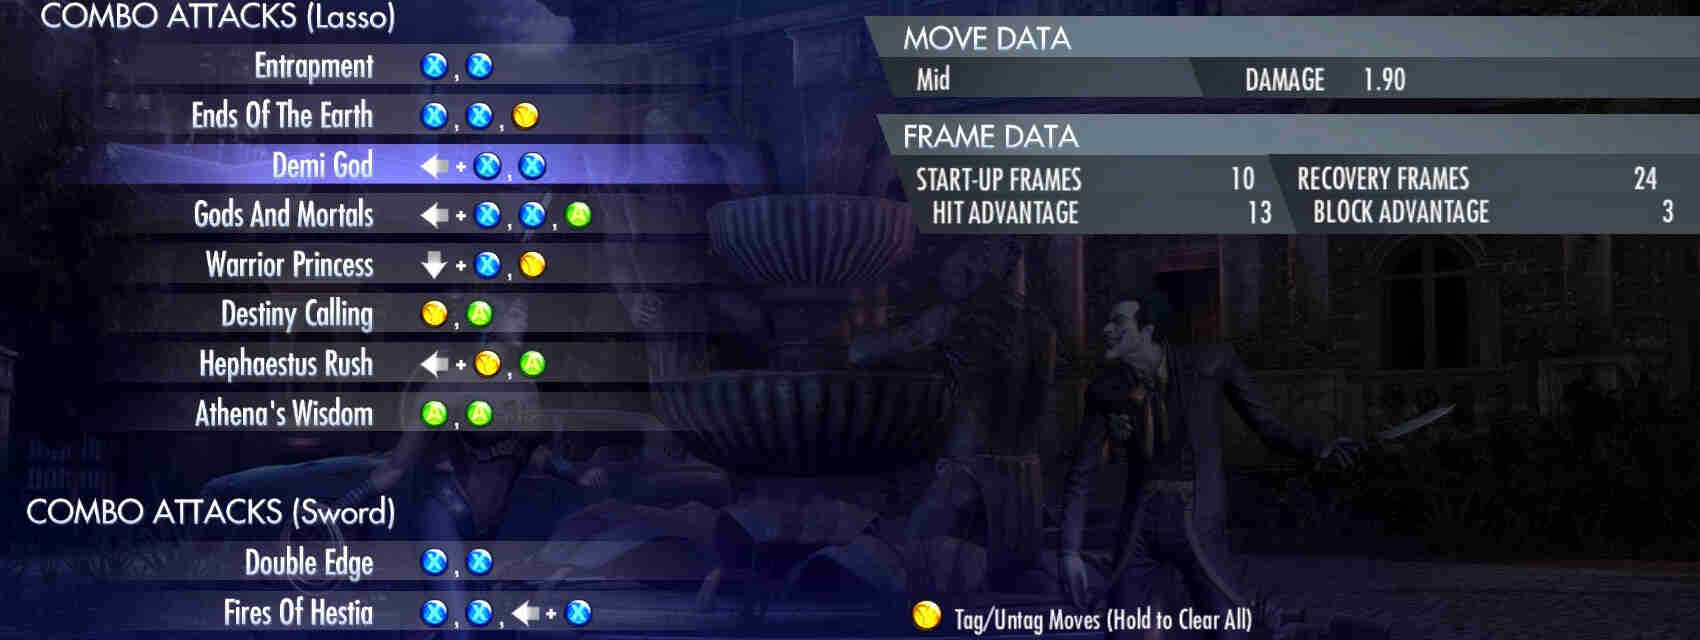 COMBO ATTACKS (Lasso)
Entrapment X , X
Ends Of The Earth X , X , Y
Demi God + X , X
Gods And Mortals + X , X , A
Warrior Princess + X , Y
Destiny Calling Y , A
Hephaestus Rush + Y , A
Athena's Wisdom A , A
COMBO ATTACKS (Sword)
Double Edge X , X
Fires Of Hestia X , X , + X
MOVE DATA
Mid DAMAGE 1.90
FRAME DATA
START-UP FRAMES 10 RECOVERY FRAMES 24
HIT ADVANTAGE 13 BLOCK ADVANTAGE 3
Y Tag/Untag Moves (Hold to Clear All)